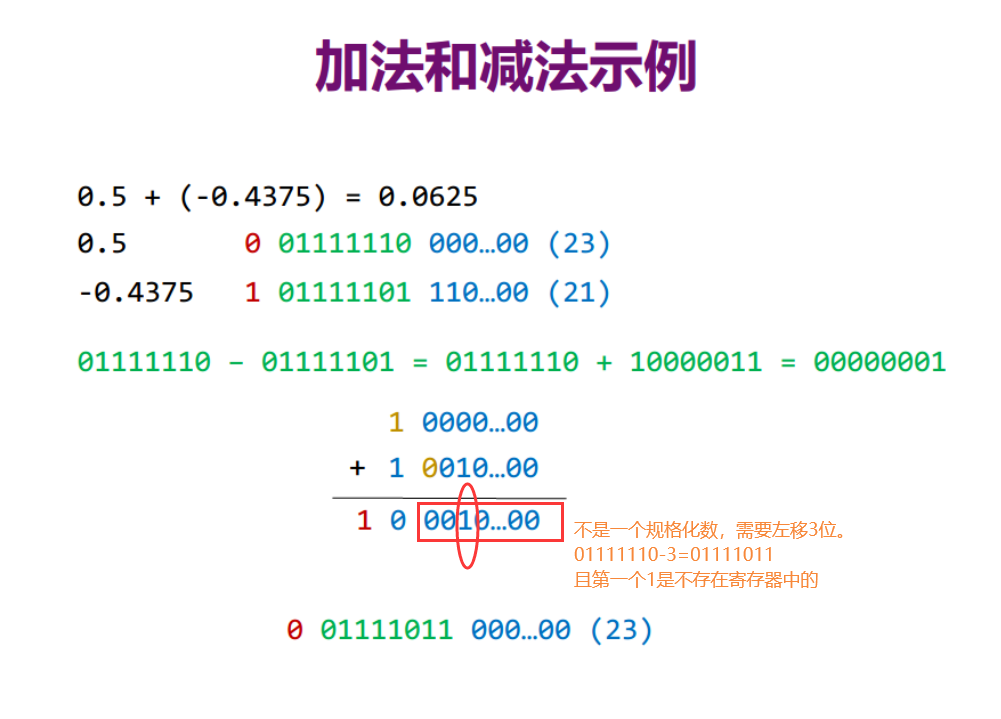 加法和减法示例
0.5 + (-0.4375) = 0.0625
0.5 0 01111110 000…00 (23)
-0.4375 1 01111101 110…00 (21)
01111110 – 01111101 = 01111110 + 10000011 = 00000001
1 0000…00
+ 1 0010…00
1 0 0010…00
不是一个规格化数，需要左移3位。
01111110-3=01111011
且第一个1是不存在寄存器中的
0 01111011 000…00 (23)